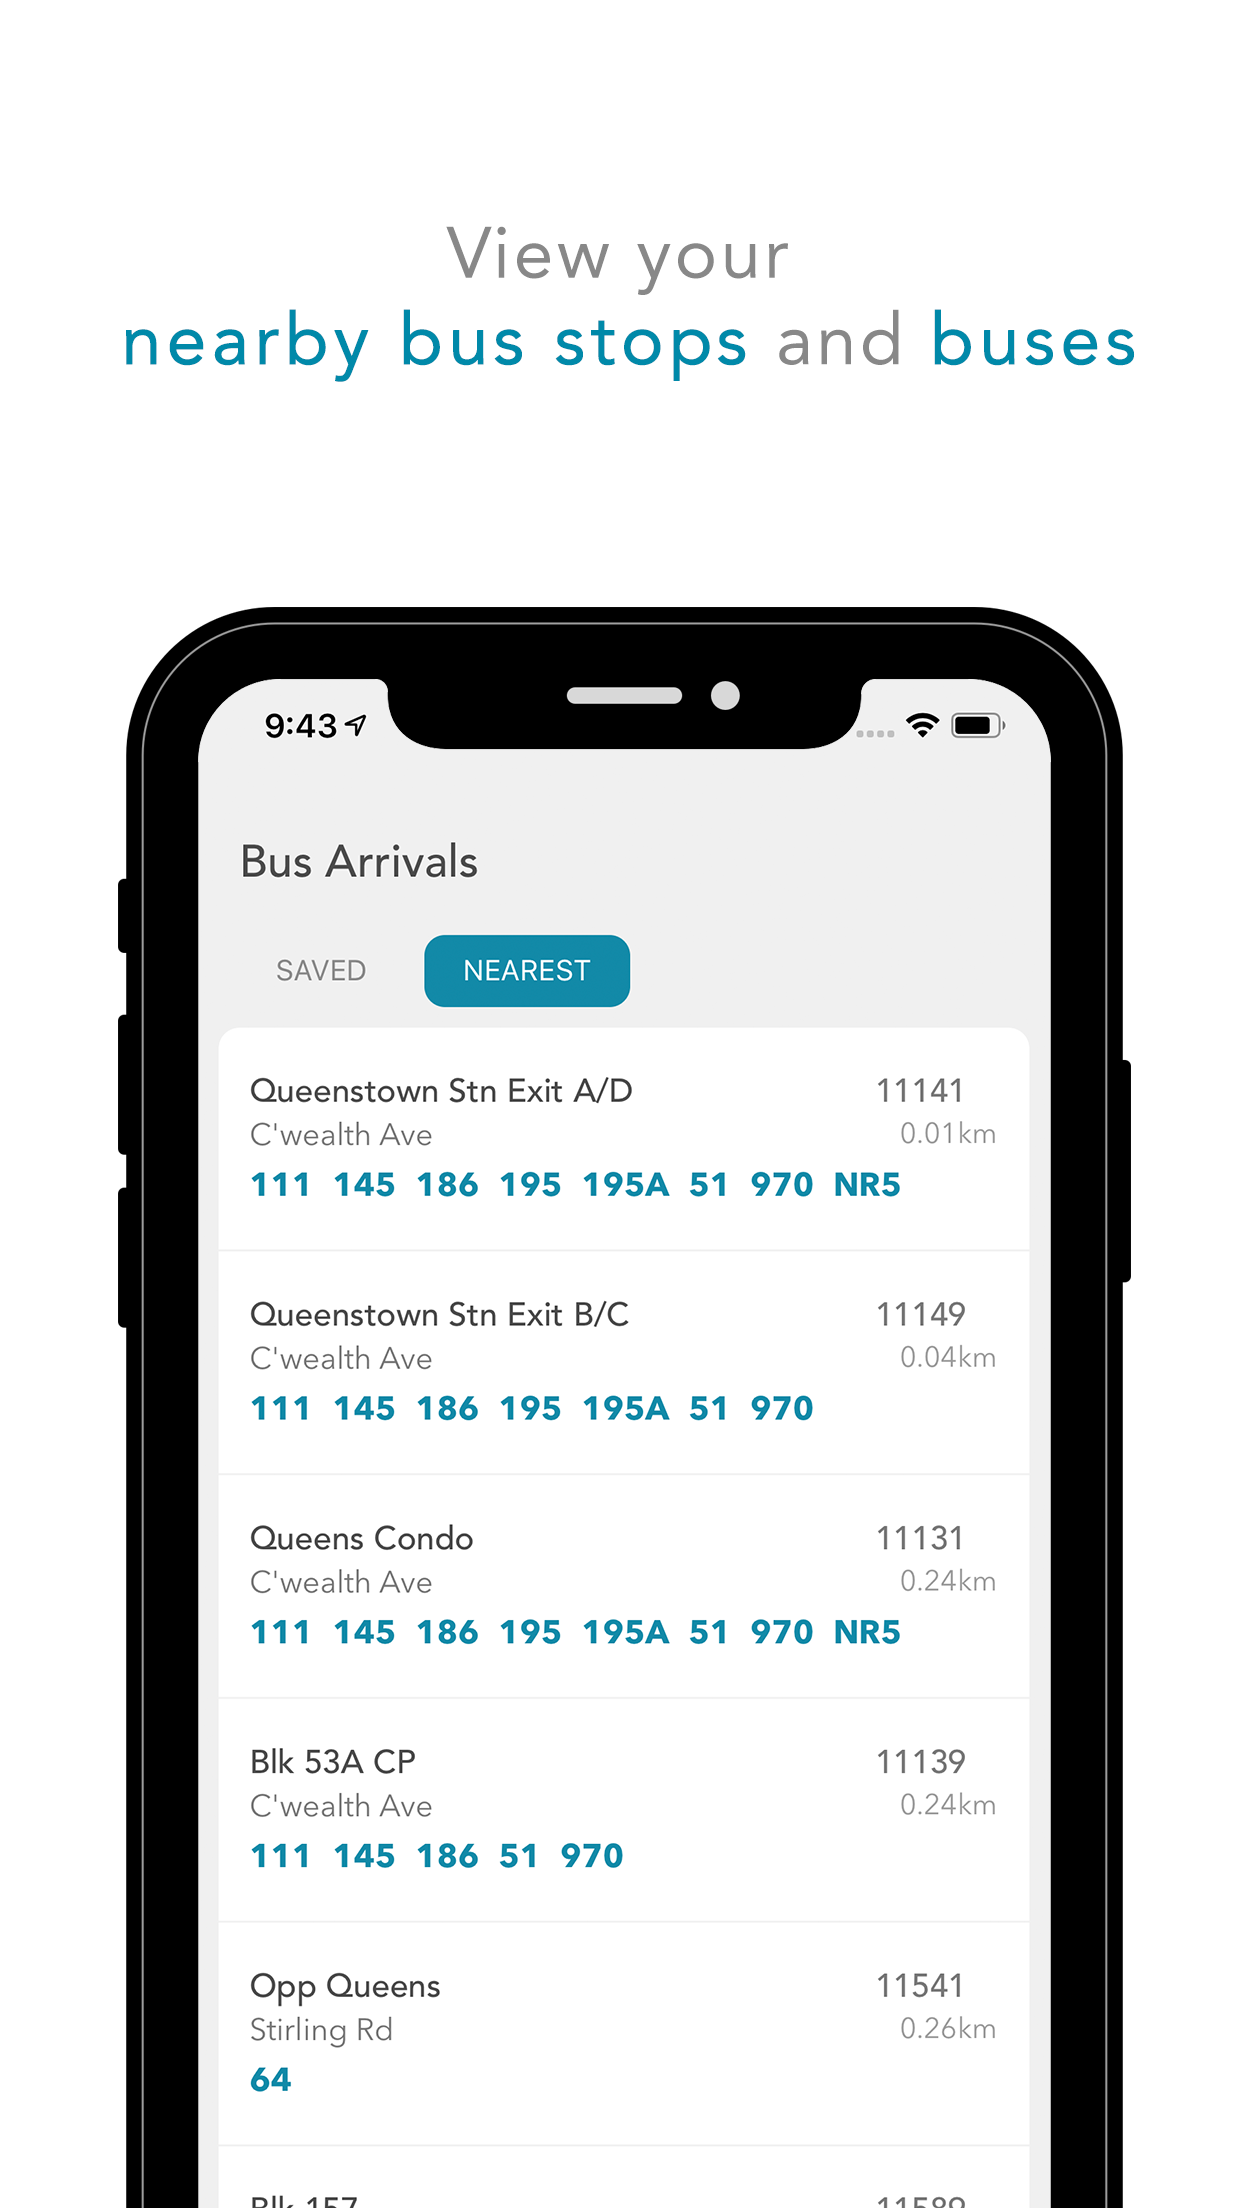 View your
nearby bus stops and buses
9:43
Bus Arrivals
SAVED NEAREST
Queenstown Stn Exit A/D 11141
C'wealth Ave 0.01km
111 145 186 195 195A 51 970 NR5
Queenstown Stn Exit B/C 11149
C'wealth Ave 0.04km
111 145 186 195 195A 51 970
Queens Condo 11131
C'wealth Ave 0.24km
111 145 186 195 195A 51 970 NR5
Blk 53A CP 11139
C'wealth Ave 0.24km
111 145 186 51 970
Opp Queens 11541
Stirling Rd 0.26km
64
Blk 157 11589